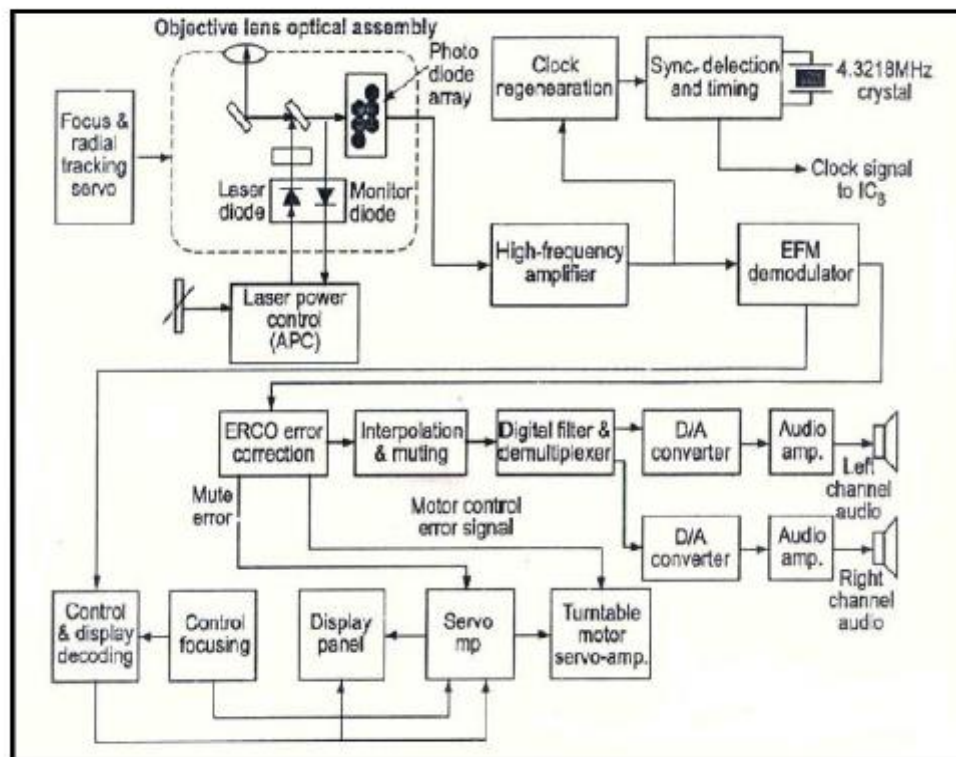 Objective lens optical assembly
Photo
diode
array
Clock
regenearation
Sync. detection
and timing
4.3218MHz
crystal
Focus &
radial
tracking
servo
Laser
diode
Monitor
diode
Clock signal
to IC3
High-frequency
amplifier
EFM
demodulator
Laser power
control
(APC)
ERCO error
correction
Interpolation
& muting
Digital filter &
demultiplexer
D/A
converter
Audio
amp.
Left
channel
audio
Mute
error
Motor control
error signal
D/A
converter
Audio
amp.
Right
channel
audio
Control
& display
decoding
Control
focusing
Display
panel
Servo
mp
Turntable
motor
servo-amp.